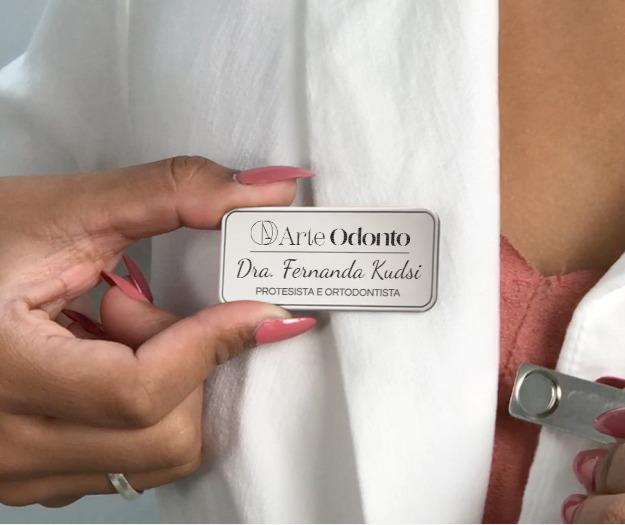 Arte Odonto
Dra. Fernanda Kudsi
PROTESISTA E ORTODONTISTA